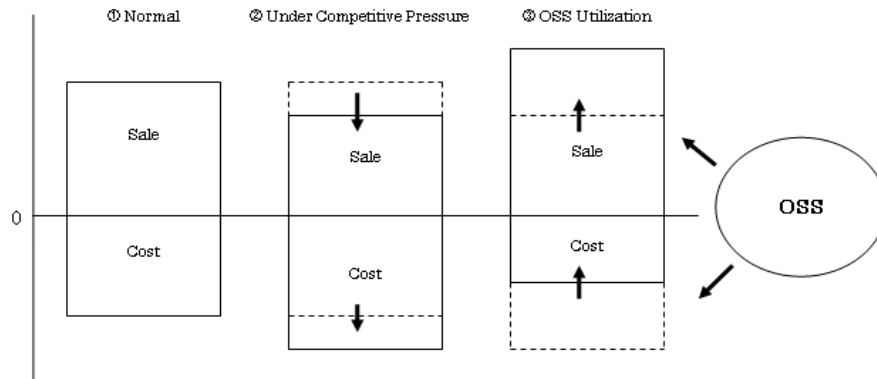 ① Normal
② Under Competitive Pressure
③ OSS Utilization
Sale
Sale
Sale
OSS
0
Cost
Cost
Cost